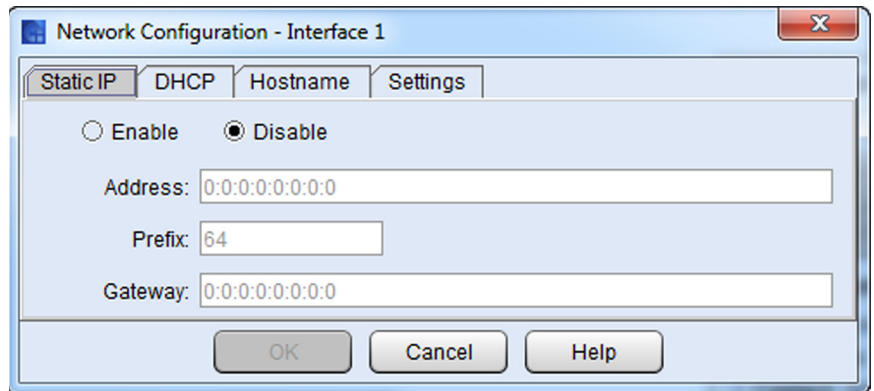 Network Configuration - Interface 1
Static IP DHCP Hostname Settings
Enable Disable
Address: 0:0:0:0:0:0:0:0
Prefix: 64
Gateway: 0:0:0:0:0:0:0:0
OK Cancel Help